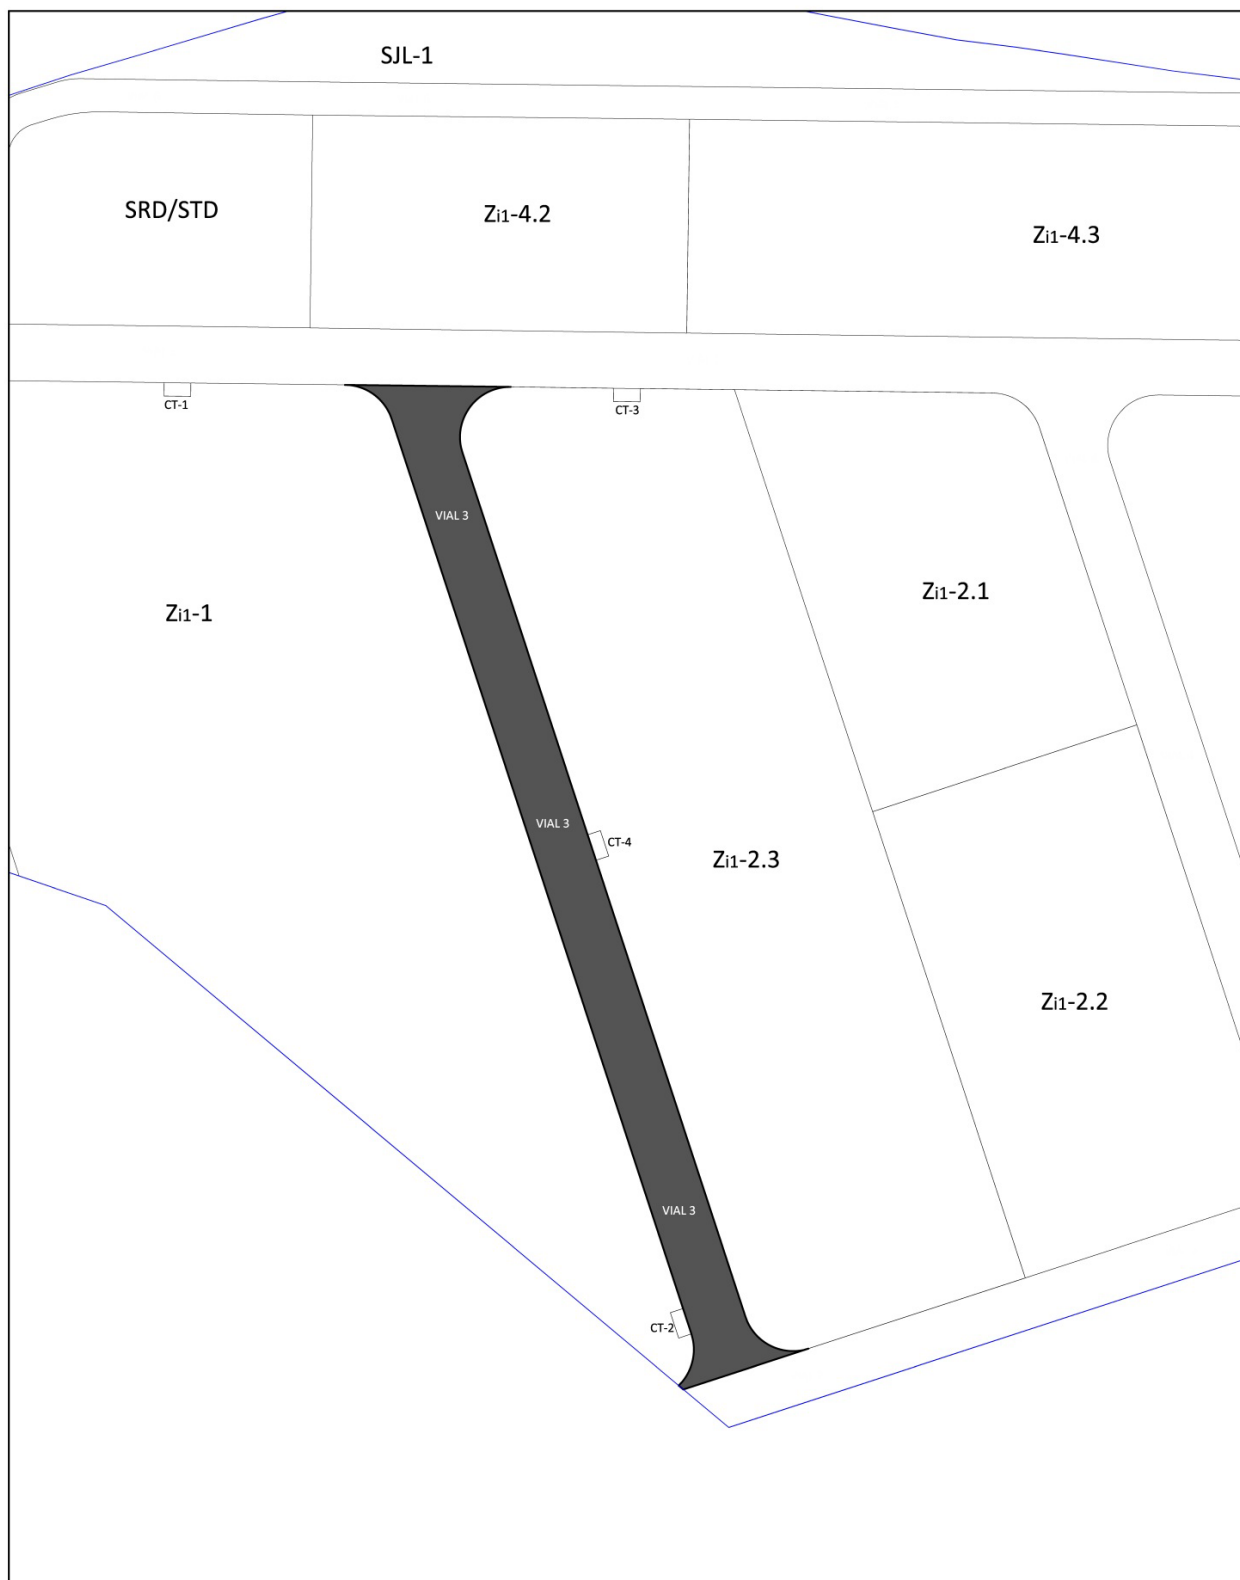 SJL-1
SRD/STD
Zi1-4.2
Zi1-4.3
CT-1
CT-3
VIAL 3
Zi1-2.1
Zi1-1
VIAL 3
CT-4
Zi1-2.3
Zi1-2.2
VIAL 3
CT-2